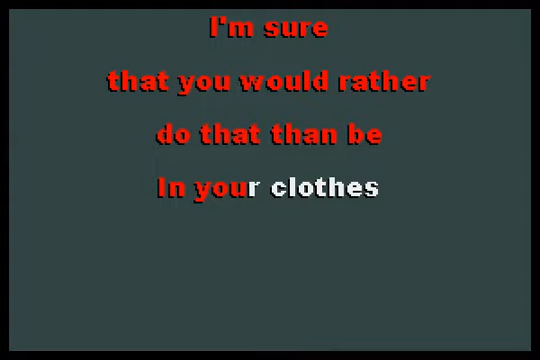 I'm sure
that you would rather
do that than be
In your clothes